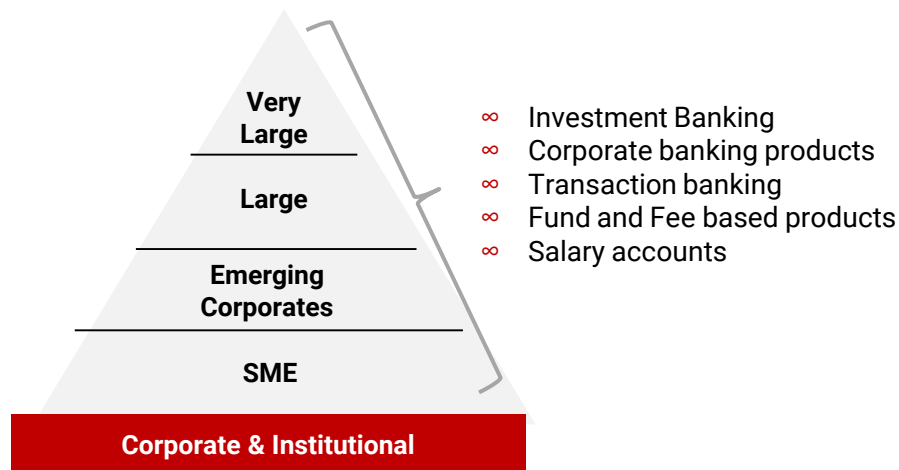 Very
Large
Large
Emerging
Corporates
SME
Corporate & Institutional
∞ Investment Banking
∞ Corporate banking products
∞ Transaction banking
∞ Fund and Fee based products
∞ Salary accounts